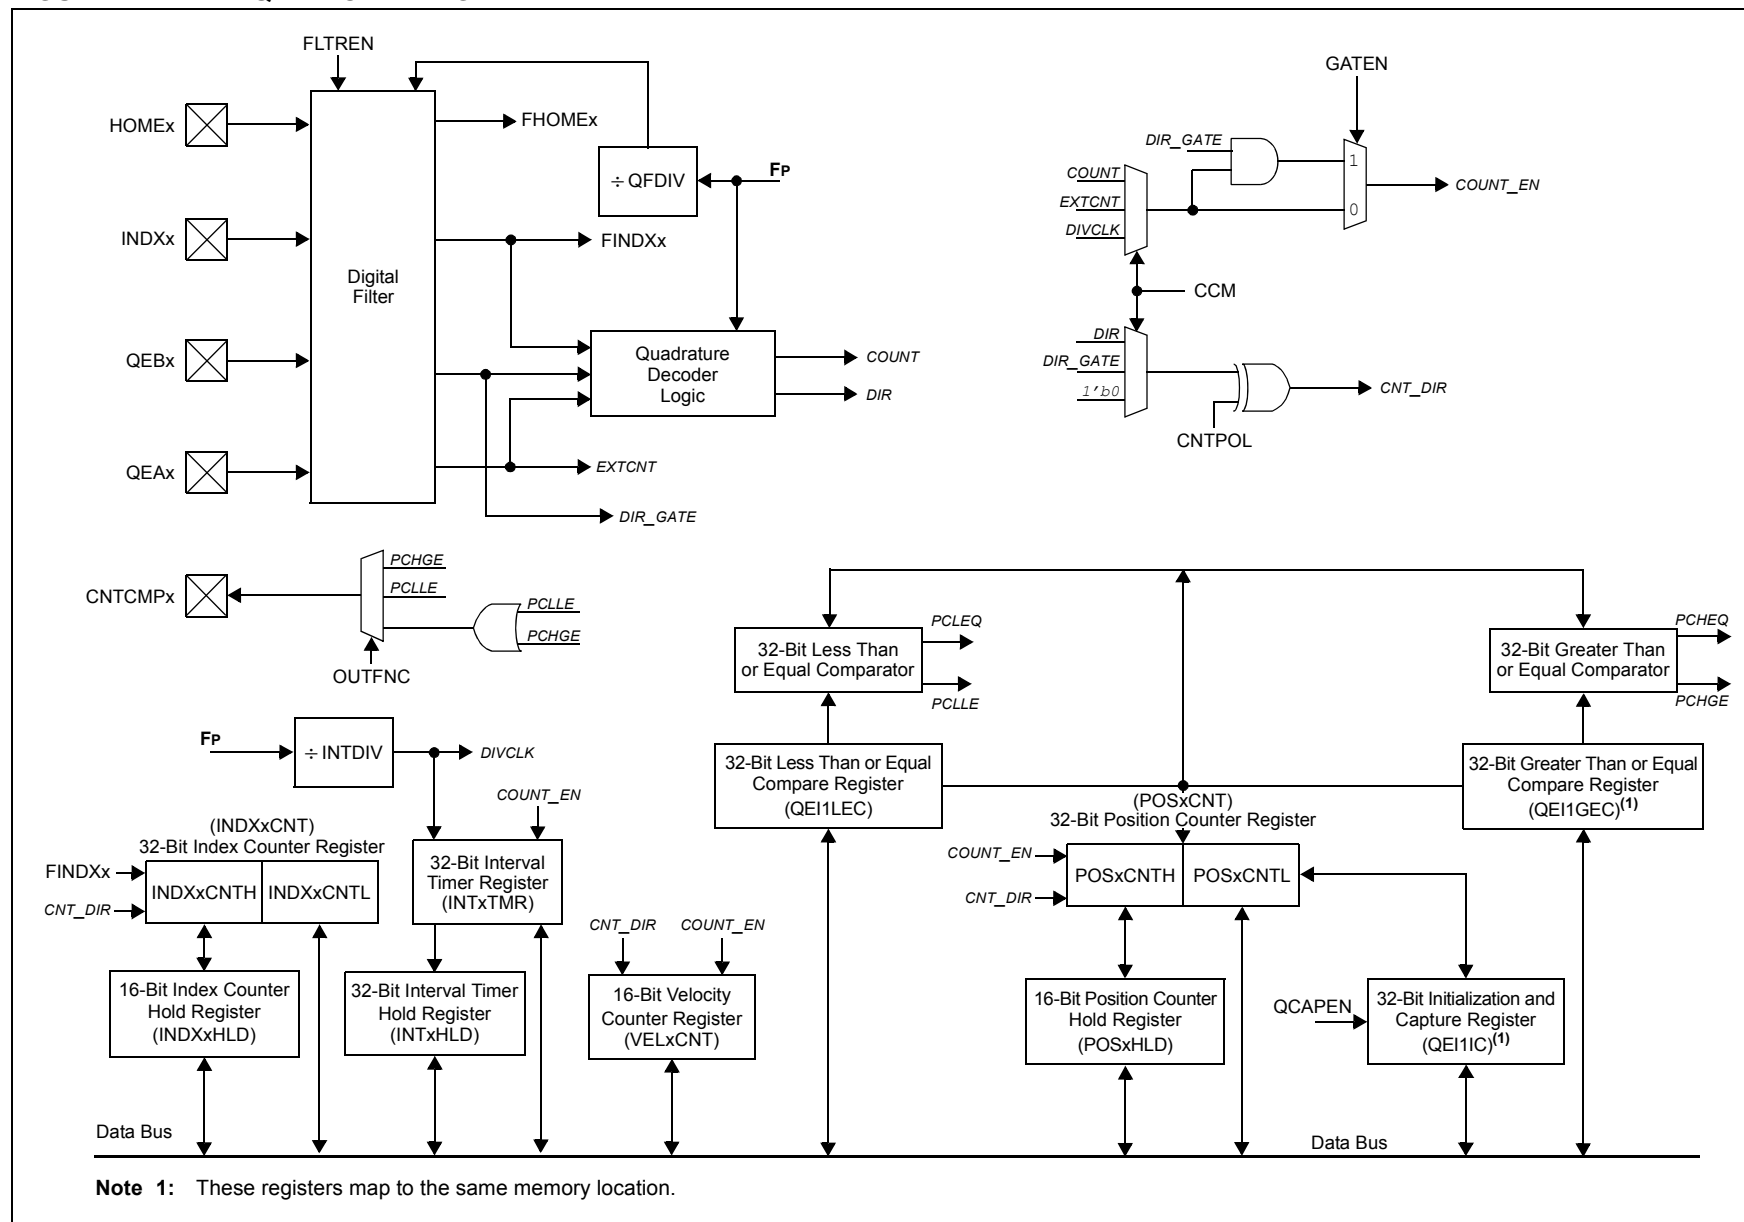 FLTREN
HOMEx
FHOMEx
÷ QFDIV
FP
INDXx
FINDXx
Digital
Filter
QEBx
Quadrature
Decoder
Logic
COUNT
DIR
QEAx
EXTCNT
DIR_GATE
GATEN
DIR_GATE
COUNT
EXTCNT
DIVCLK
1
0
COUNT_EN
CCM
DIR
DIR_GATE
1’b0
CNT_DIR
CNTPOL
CNTCMPx
PCHGE
PCLLE
PCLLE
PCHGE
OUTFNC
32-Bit Less Than
or Equal Comparator
PCLEQ
PCLLE
32-Bit Greater Than
or Equal Comparator
PCHEQ
PCHGE
FP
÷ INTDIV
DIVCLK
COUNT_EN
32-Bit Less Than or Equal
Compare Register
(QEI1LEC)
32-Bit Greater Than or Equal
Compare Register
(QEI1GEC)(1)
(POSxCNT)
32-Bit Position Counter Register
(INDXxCNT)
32-Bit Index Counter Register
FINDXx
CNT_DIR
INDXxCNTH
INDXxCNTL
32-Bit Interval
Timer Register
(INTxTMR)
COUNT_EN
CNT_DIR
POSxCNTH
POSxCNTL
CNT_DIR
COUNT_EN
16-Bit Index Counter
Hold Register
(INDXxHLD)
32-Bit Interval Timer
Hold Register
(INTxHLD)
16-Bit Velocity
Counter Register
(VELxCNT)
16-Bit Position Counter
Hold Register
(POSxHLD)
QCAPEN
32-Bit Initialization and
Capture Register
(QEI1IC)(1)
Data Bus
Data Bus
Note 1: These registers map to the same memory location.